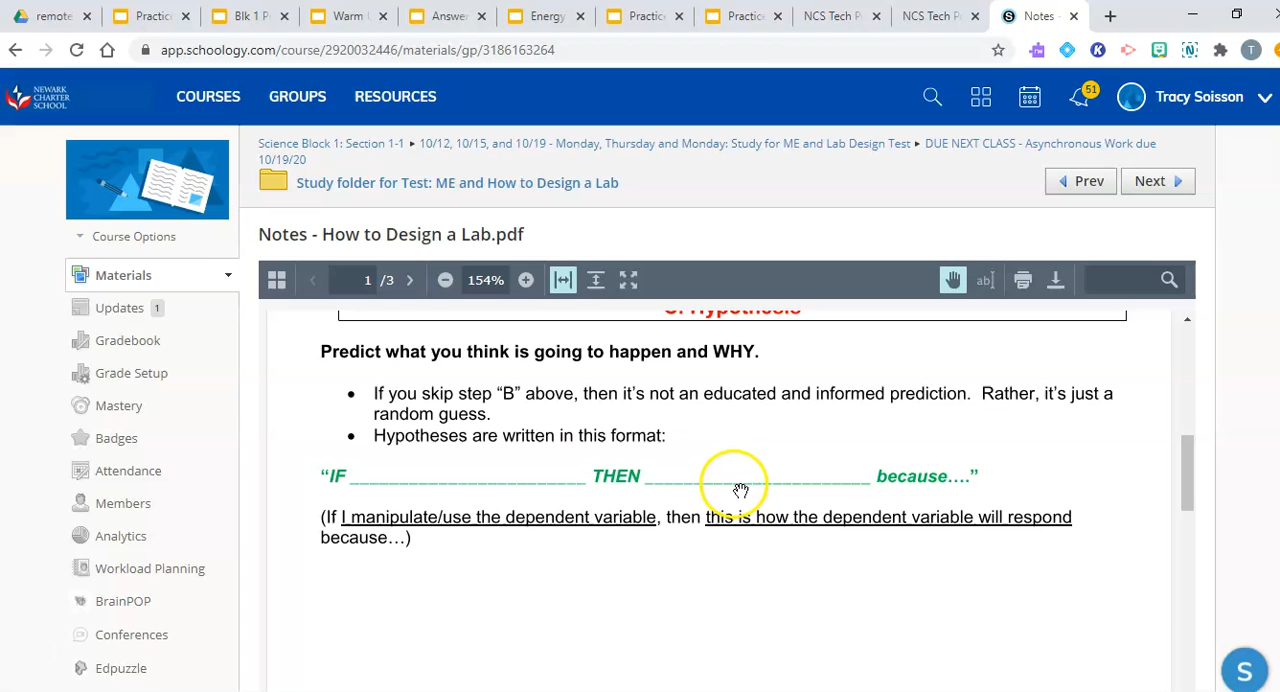 remote
Practic
Blk 1 P
Warm U
Answer
Energy
Practic
Practic
NCS Tech P
NCS Tech P
Notes -
app.schoology.com/course/2920032446/materials/gp/3186163264
T
NEWARK
CHARTER
SCHOOL
COURSES
GROUPS
RESOURCES
51
Tracy Soisson
Science Block 1: Section 1-1 ▸ 10/12, 10/15, and 10/19 - Monday, Thursday and Monday: Study for ME and Lab Design Test ▸ DUE NEXT CLASS - Asynchronous Work due
10/19/20
Study folder for Test: ME and How to Design a Lab
Prev
Next
Course Options
Materials
Updates 1
Gradebook
Grade Setup
Mastery
Badges
Attendance
Members
Analytics
Workload Planning
BrainPOP
Conferences
Edpuzzle
Notes - How to Design a Lab.pdf
1 /3
154%
ab
C. Hypothesis
Predict what you think is going to happen and WHY.
• If you skip step “B” above, then it’s not an educated and informed prediction. Rather, it’s just a
random guess.
• Hypotheses are written in this format:
“IF _______________________ THEN ______________________ because….”
(If I manipulate/use the dependent variable, then this is how the dependent variable will respond
because…)
S